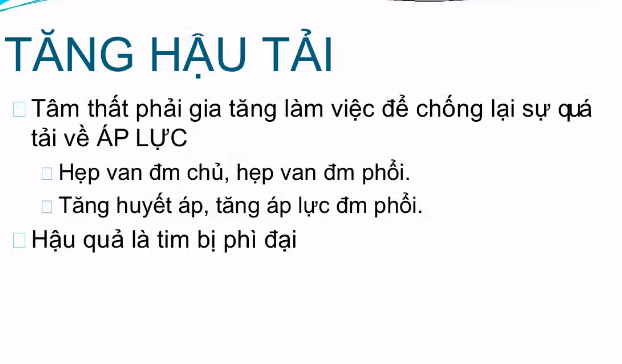 TĂNG HẬU TẢI
Tâm thất phải gia tăng làm việc để chống lại sự quá
tải về ÁP LỰC
Hẹp van đm chủ, hẹp van đm phổi.
Tăng huyết áp, tăng áp lực đm phổi.
Hậu quả là tim bị phì đại